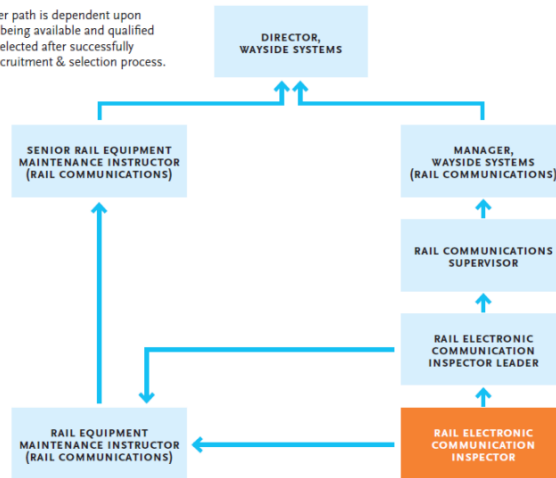 er path is dependent upon
being available and qualified
elected after successfully
cruitment & selection process.
DIRECTOR,
WAYSIDE SYSTEMS
SENIOR RAIL EQUIPMENT
MAINTENANCE INSTRUCTOR
(RAIL COMMUNICATIONS)
MANAGER,
WAYSIDE SYSTEMS
(RAIL COMMUNICATIONS)
RAIL COMMUNICATIONS
SUPERVISOR
RAIL ELECTRONIC
COMMUNICATION
INSPECTOR LEADER
RAIL EQUIPMENT
MAINTENANCE INSTRUCTOR
(RAIL COMMUNICATIONS)
RAIL ELECTRONIC
COMMUNICATION
INSPECTOR